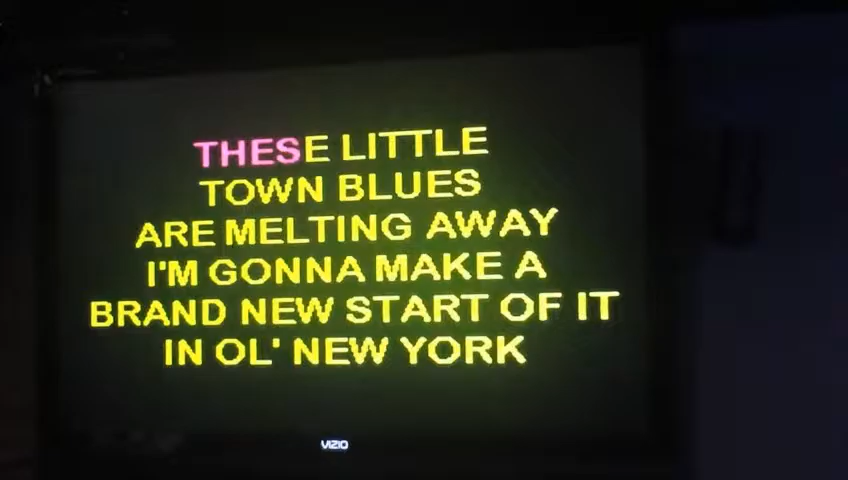 THESE LITTLE
TOWN BLUES
ARE MELTING AWAY
I'M GONNA MAKE A
BRAND NEW START OF IT
IN OL' NEW YORK
VIZIO